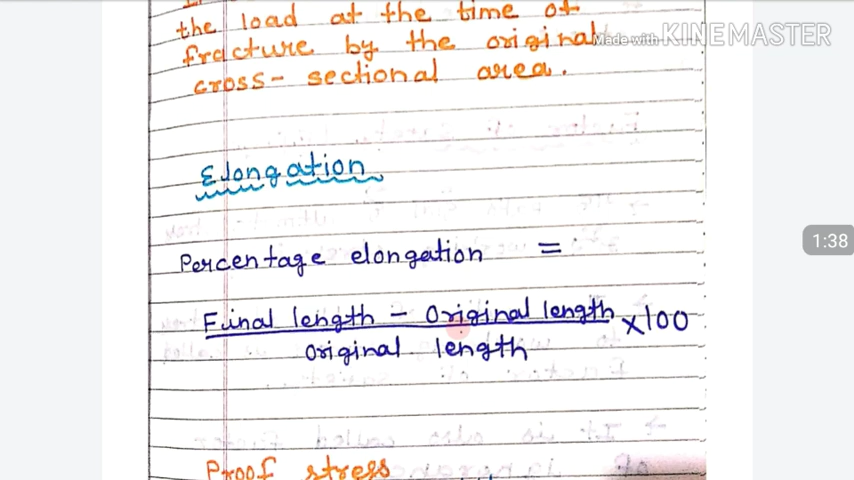 the load at the time of
fracture by the original
cross- sectional area.
Made with KINEMASTER
Elongation
1:38
Percentage elongation =
Final length - Original length
Original length
×100
Proof stress